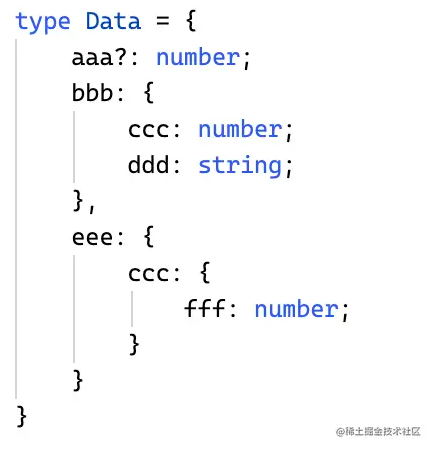 type Data = {
    aaa?: number;
    bbb: {
        ccc: number;
        ddd: string;
    },
    eee: {
        ccc: {
            fff: number;
        }
    }
}
@稀土掘金技术社区